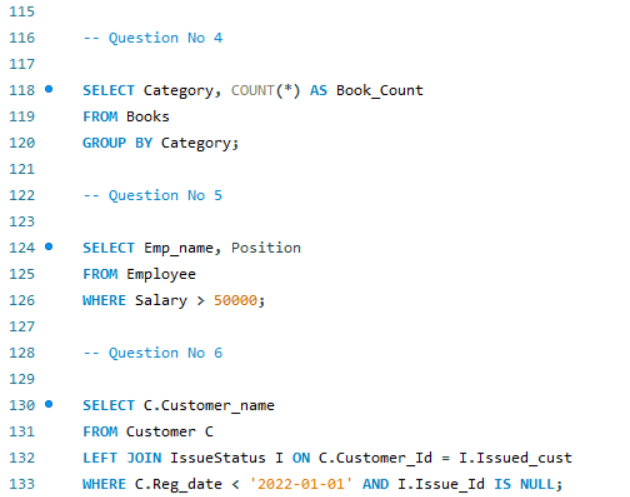 115
116 -- Question No 4
117
118 SELECT Category, COUNT(*) AS Book_Count
119 FROM Books
120 GROUP BY Category;
121
122 -- Question No 5
123
124 SELECT Emp_name, Position
125 FROM Employee
126 WHERE Salary > 50000;
127
128 -- Question No 6
129
130 SELECT C.Customer_name
131 FROM Customer C
132 LEFT JOIN IssueStatus I ON C.Customer_Id = I.Issued_cust
133 WHERE C.Reg_date < '2022-01-01' AND I.Issue_Id IS NULL;